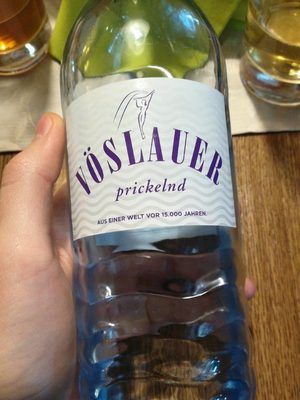 VÖSLAUER
prickelnd
AUS EINER WELT VOR 15.000 JAHREN.